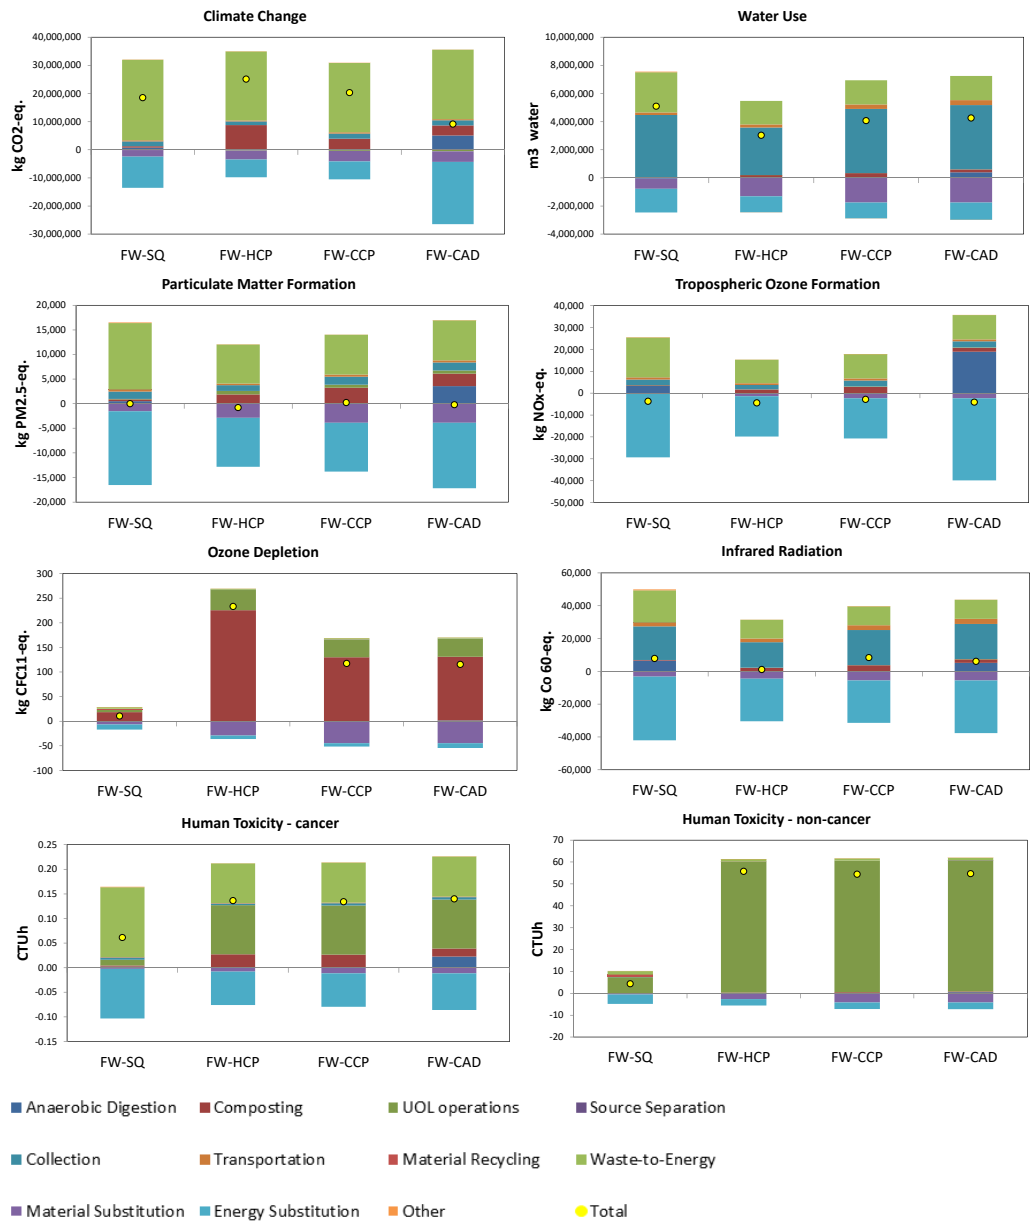 Climate Change
kg CO2-eq.
40,000,000
30,000,000
20,000,000
10,000,000
0
-10,000,000
-20,000,000
-30,000,000
FW-SQ FW-HCP FW-CCP FW-CAD
Water Use
m3 water
10,000,000
8,000,000
6,000,000
4,000,000
2,000,000
0
-2,000,000
-4,000,000
FW-SQ FW-HCP FW-CCP FW-CAD
Particulate Matter Formation
kg PM2.5-eq.
20,000
15,000
10,000
5,000
0
-5,000
-10,000
-15,000
-20,000
FW-SQ FW-HCP FW-CCP FW-CAD
Tropospheric Ozone Formation
kg NOx-eq.
40,000
30,000
20,000
10,000
0
-10,000
-20,000
-30,000
-40,000
-50,000
FW-SQ FW-HCP FW-CCP FW-CAD
Ozone Depletion
kg CFC11-eq.
300
250
200
150
100
50
0
-50
-100
FW-SQ FW-HCP FW-CCP FW-CAD
Infrared Radiation
kg Co 60-eq.
60,000
40,000
20,000
0
-20,000
-40,000
-60,000
FW-SQ FW-HCP FW-CCP FW-CAD
Human Toxicity - cancer
CTUh
0.25
0.20
0.15
0.10
0.05
0.00
-0.05
-0.10
-0.15
FW-SQ FW-HCP FW-CCP FW-CAD
Human Toxicity - non-cancer
CTUh
70
60
50
40
30
20
10
0
-10
-20
FW-SQ FW-HCP FW-CCP FW-CAD
Anaerobic Digestion Composting UOL operations Source Separation
Collection Transportation Material Recycling Waste-to-Energy
Material Substitution Energy Substitution Other Total